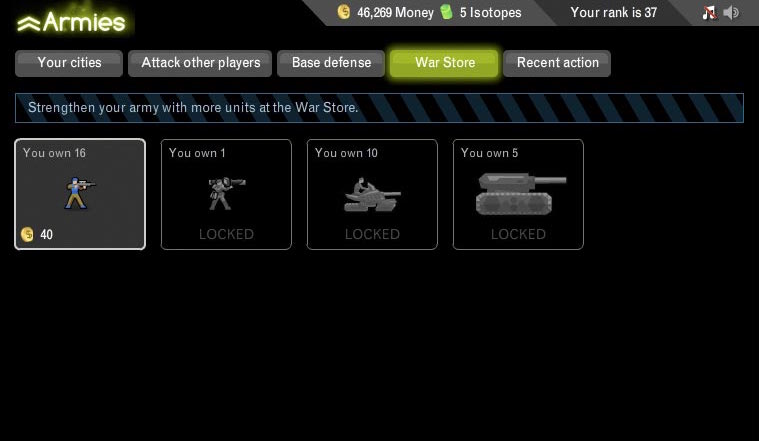 Armies
46,269 Money 5 Isotopes Your rank is 37
Your cities Attack other players Base defense War Store Recent action
Strengthen your army with more units at the War Store.
You own 16 You own 1 You own 10 You own 5
40 LOCKED LOCKED LOCKED